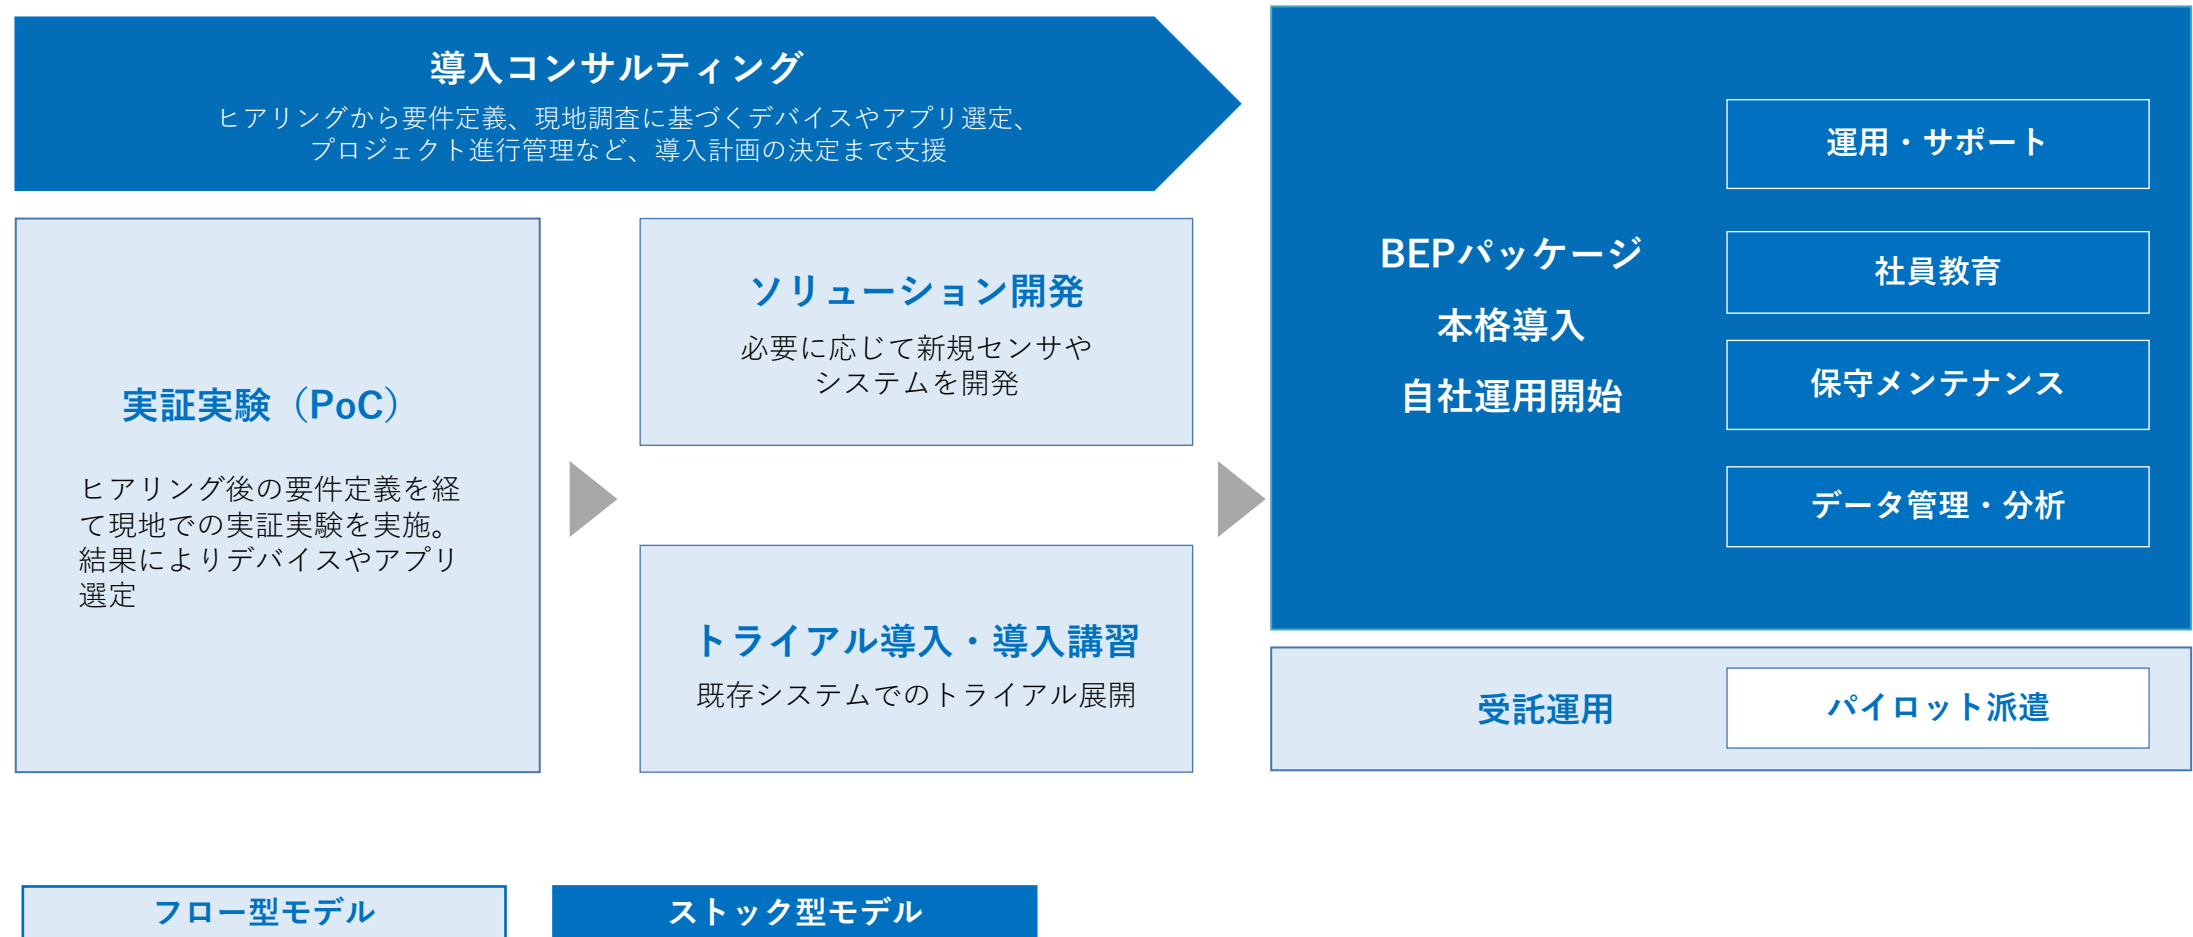 導入コンサルティング
ヒアリングから要件定義、現地調査に基づくデバイスやアプリ選定、
プロジェクト進行管理など、導入計画の決定まで支援
実証実験（PoC）
ヒアリング後の要件定義を経
て現地での実証実験を実施。
結果によりデバイスやアプリ
選定
ソリューション開発
必要に応じて新規センサや
システムを開発
トライアル導入・導入講習
既存システムでのトライアル展開
BEPパッケージ
本格導入
自社運用開始
運用・サポート
社員教育
保守メンテナンス
データ管理・分析
受託運用
パイロット派遣
フロー型モデル
ストック型モデル